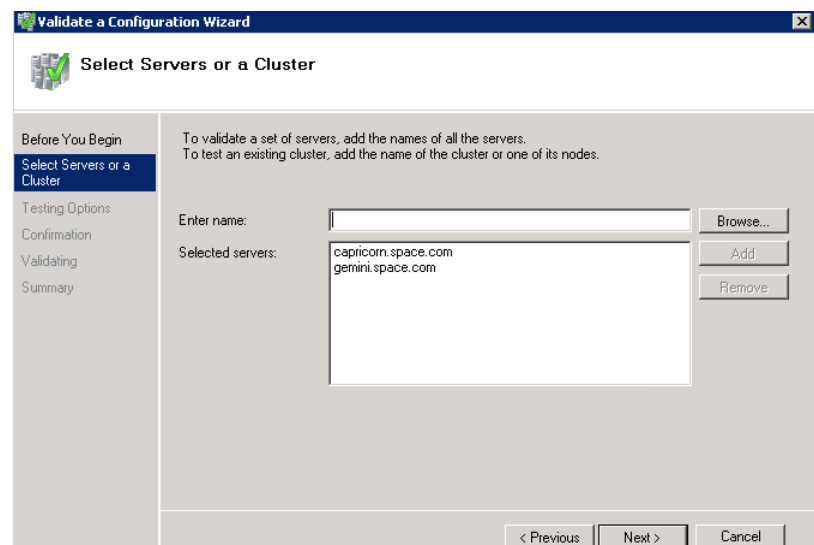 Validate a Configuration Wizard
Select Servers or a Cluster
Before You Begin
Select Servers or a
Cluster
Testing Options
Confirmation
Validating
Summary
To validate a set of servers, add the names of all the servers.
To test an existing cluster, add the name of the cluster or one of its nodes.
Enter name:
Browse...
Selected servers:
capricorn.space.com
gemini.space.com
Add
Remove
< Previous
Next >
Cancel